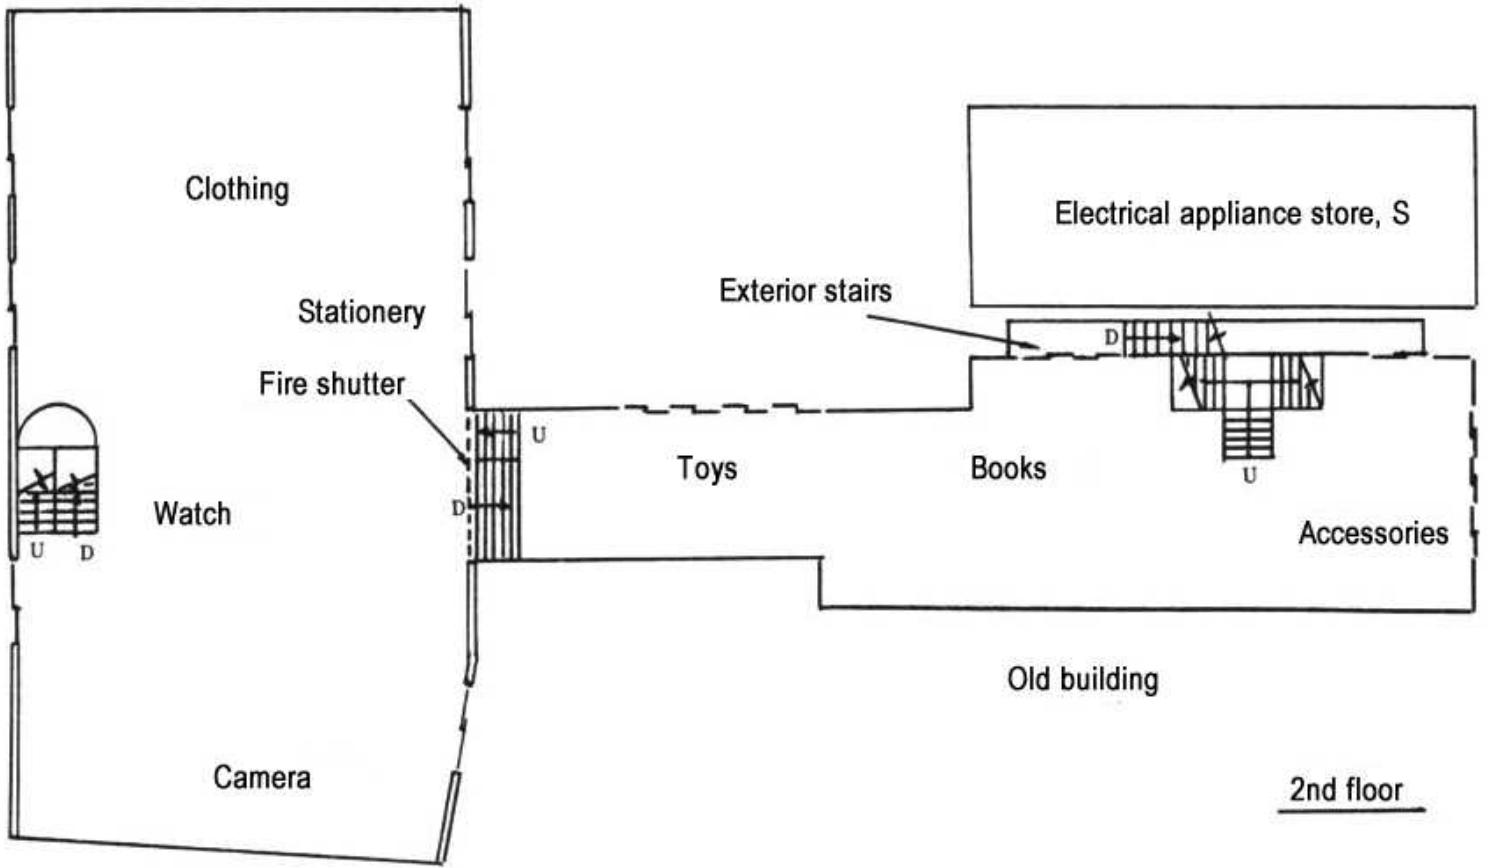 Clothing
Electrical appliance store, S
Exterior stairs
Stationery
D
Fire shutter
U
Toys
Books
U
Watch
D
Accessories
U
D
Old building
Camera
2nd floor